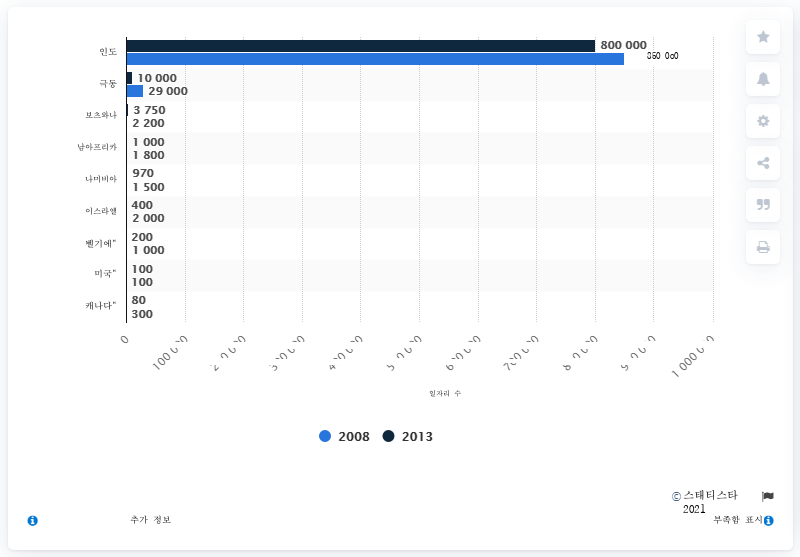 인도
800 000
850 0c0
극동
10 000
29 000
보츠와나
3 750
2 200
남아프리카
1 000
1 800
나미비아
970
1 500
이스라엘
400
2 000
벨기에"
200
1 000
미국"
100
100
캐나다"
80
300
0
일자리 수
2008
2013
© 스태티스타
2021
추가 정보
부족함 표시